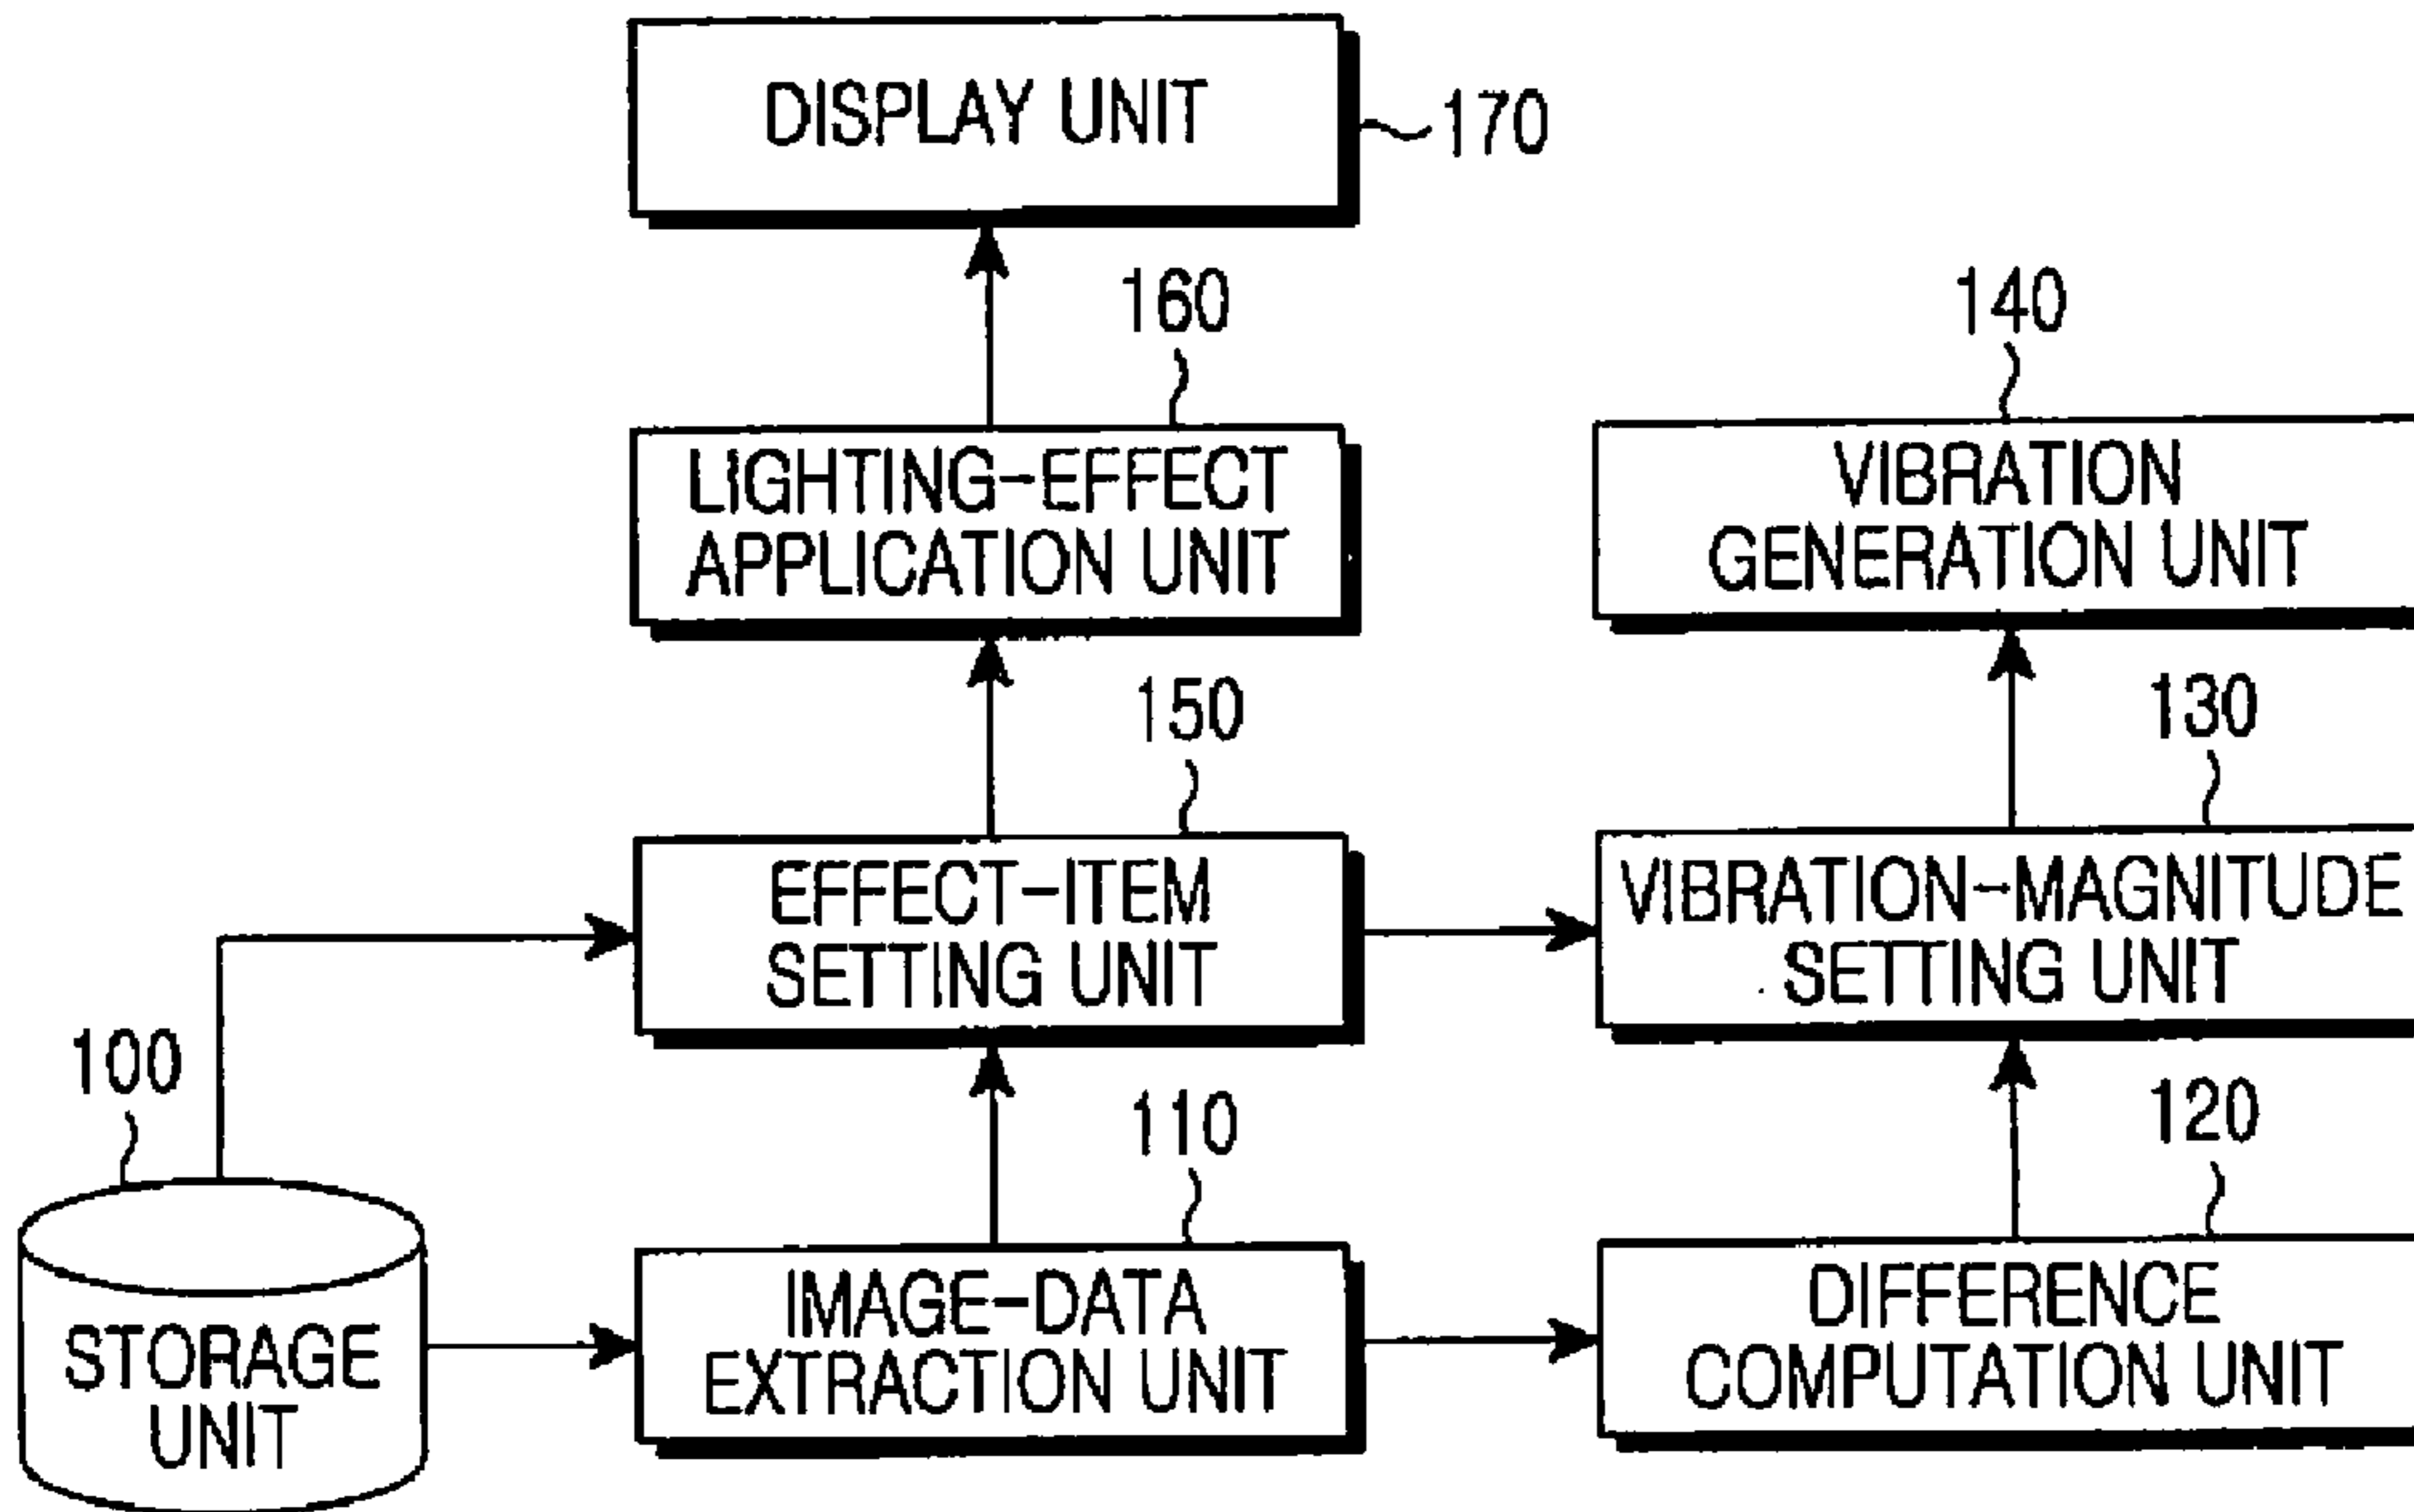 DISPLAY UNIT
170
160
140
LIGHTING-EFFECT
APPLICATION UNIT
VIBRATION
GENERATION UNIT
150
130
EFFECT-ITEM
SETTING UNIT
VIBRATION-MAGNITUDE
SETTING UNIT
100
110
120
STORAGE
UNIT
IMAGE-DATA
EXTRACTION UNIT
DIFFERENCE
COMPUTATION UNIT